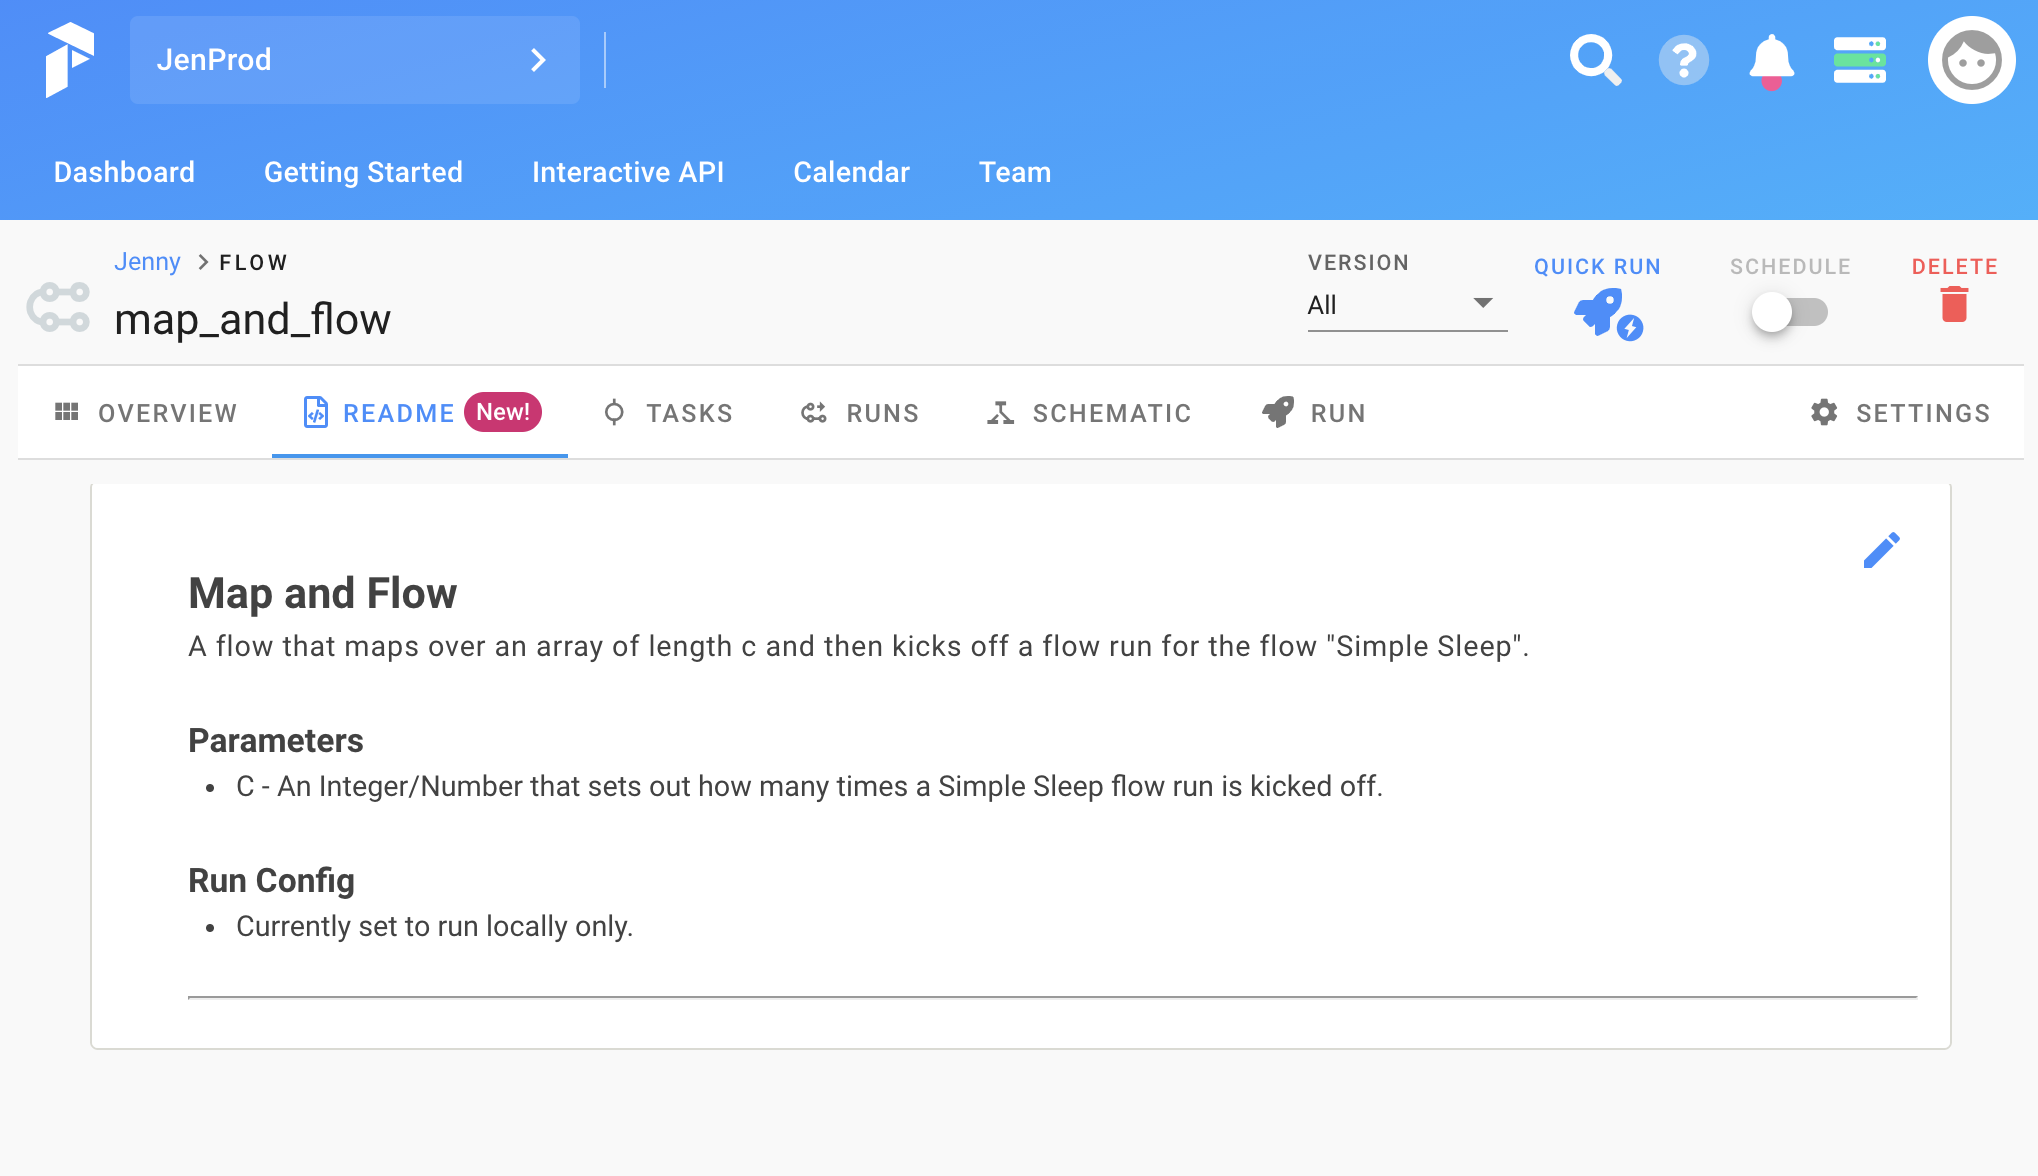 JenProd
Dashboard Getting Started Interactive API Calendar Team
Jenny > FLOW
map_and_flow
VERSION
All
QUICK RUN
SCHEDULE
DELETE
OVERVIEW README New! TASKS RUNS SCHEMATIC RUN SETTINGS
Map and Flow
A flow that maps over an array of length c and then kicks off a flow run for the flow "Simple Sleep".
Parameters
• C - An Integer/Number that sets out how many times a Simple Sleep flow run is kicked off.
Run Config
• Currently set to run locally only.